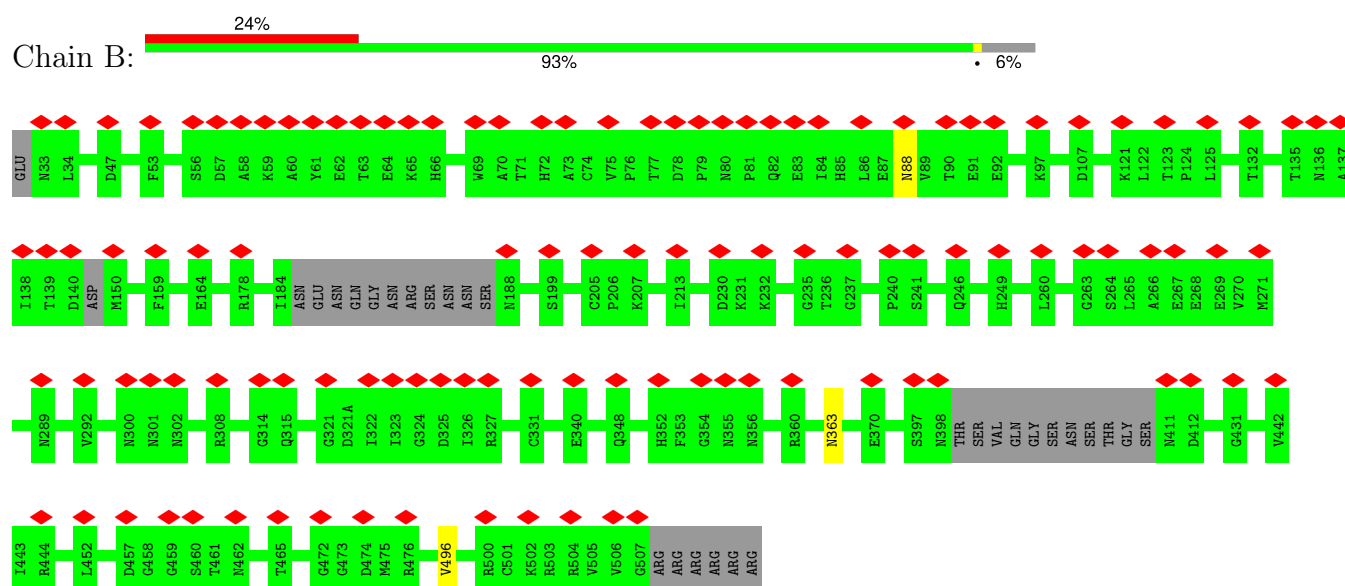 24%
Chain B:
93% • 6%
GLU N33 L34 D47 F53 S56 D57 A58 K59 A60 Y61 E62 T63 E64 K65 H66 W69 A70 T71 H72 A73 C74 V75 P76 T77 D78 P79 N80 P81 Q82 E83 I84 H85 L86 E87 N88 V89 T90 E91 E92 K97 D107 K121 L122 T123 P124 L125 T132 T135 N136 A137
I138 T139 D140 ASP M150 F159 E164 R178 I184 ASN GLU ASN GLN GLY ASN ARG SER ASN ASN SER N188 S199 C205 P206 K207 I213 D230 K231 K232 G235 T236 G237 P240 S241 Q246 H249 L260 G263 S264 L265 A266 E267 E268 E269 V270 M271
N289 V292 N300 N301 N302 R308 G314 Q315 G321 D321A I322 I323 G324 D325 I326 R327 C331 E340 Q348 H352 F353 G354 N355 N356 R360 N363 E370 S397 N398 THR SER VAL GLN GLY SER ASN SER THR GLY SER N411 D412 G431 V442
I443 R444 L452 D457 G458 G459 S460 T461 N462 T465 G472 G473 D474 M475 R476 V496 R500 C501 K502 R503 R504 V505 V506 G507 ARG ARG ARG ARG ARG ARG